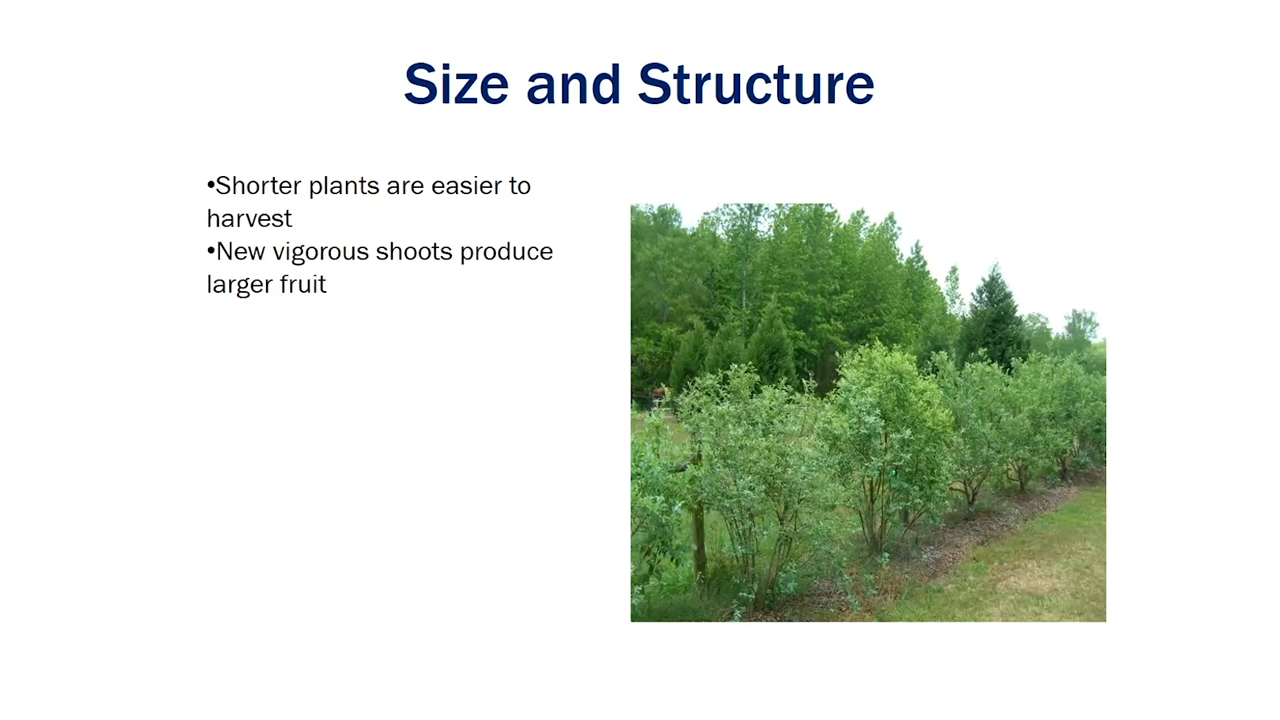 Size and Structure
•Shorter plants are easier to
harvest
•New vigorous shoots produce
larger fruit